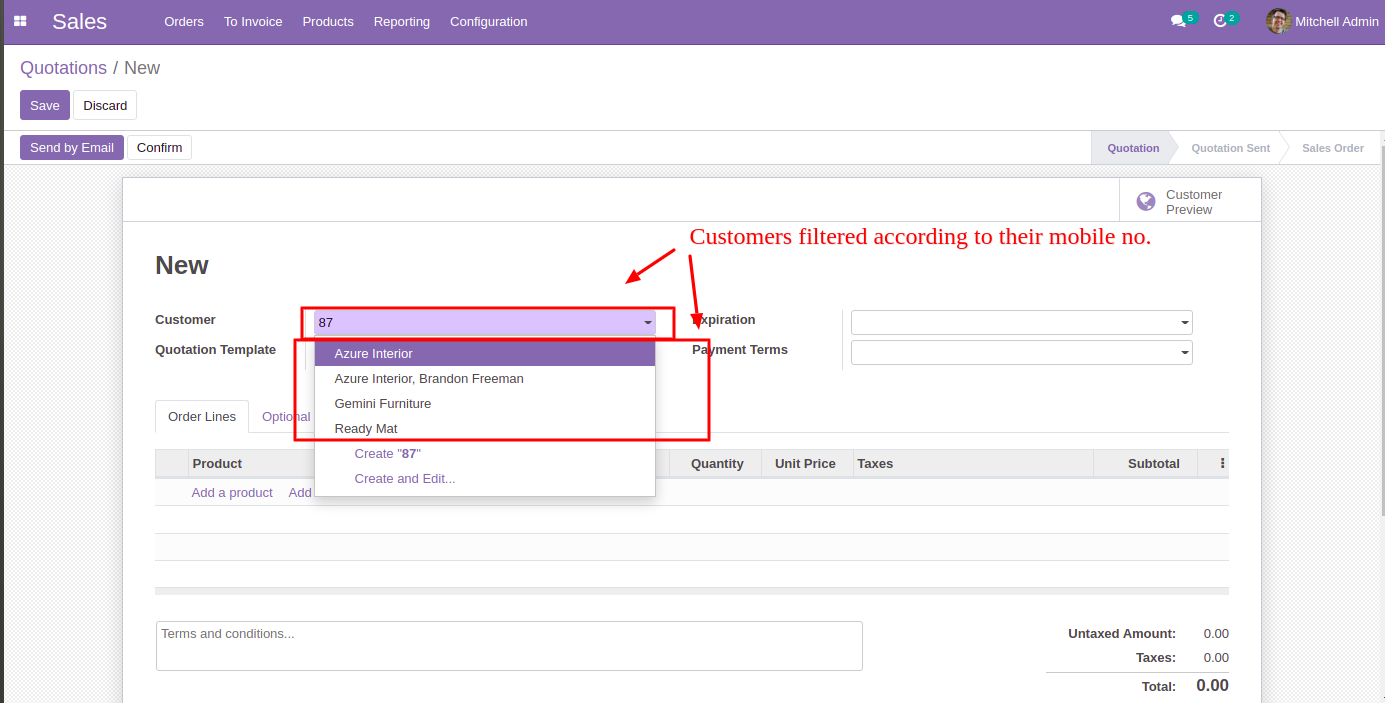 Sales Orders To Invoice Products Reporting Configuration 5 2 Mitchell Admin
Quotations / New
Save Discard
Send by Email Confirm Quotation Quotation Sent Sales Order
Customer
Preview
Customers filtered according to their mobile no.
New
Customer 87 Expiration
Quotation Template Payment Terms
Azure Interior
Azure Interior, Brandon Freeman
Gemini Furniture
Ready Mat
Create "87"
Create and Edit...
Order Lines Optional
Product Quantity Unit Price Taxes Subtotal
Add a product Add
Terms and conditions...
Untaxed Amount: 0.00
Taxes: 0.00
Total: 0.00